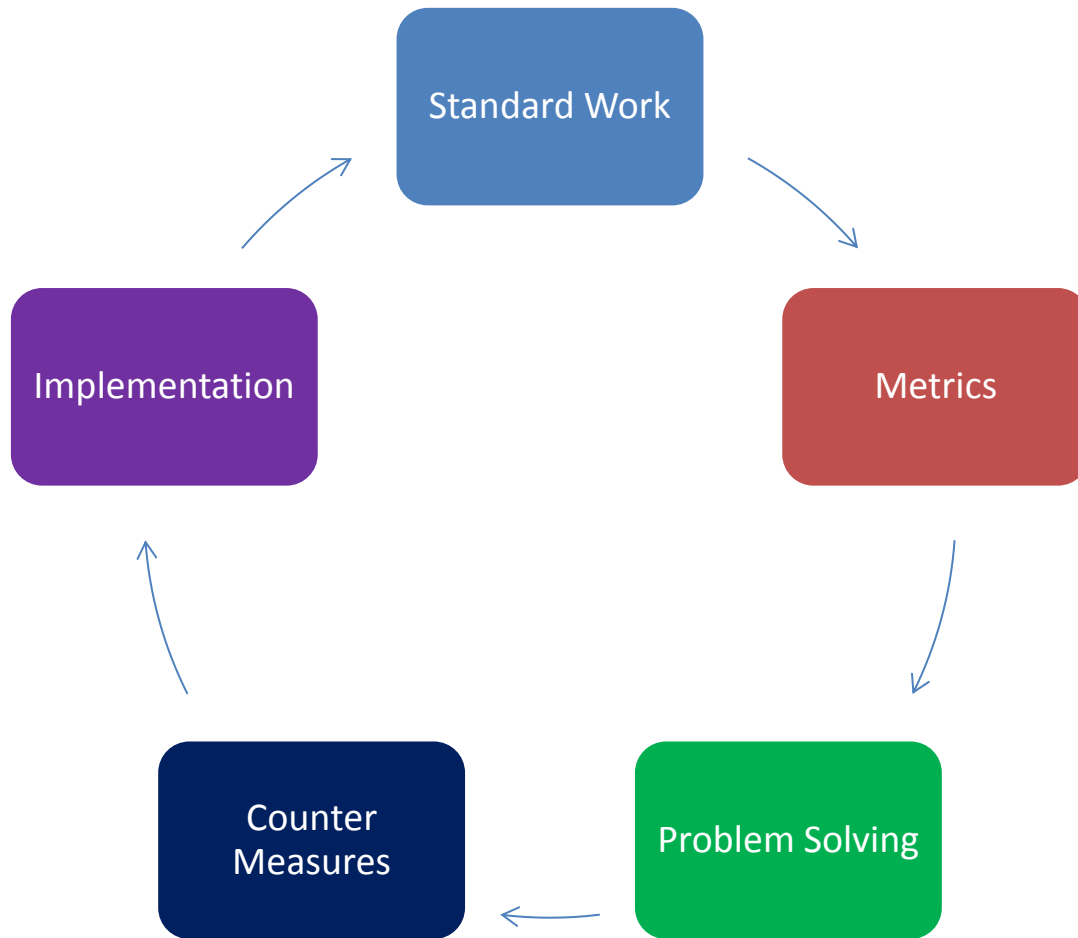 Standard Work
Metrics
Problem Solving
Counter
Measures
Implementation